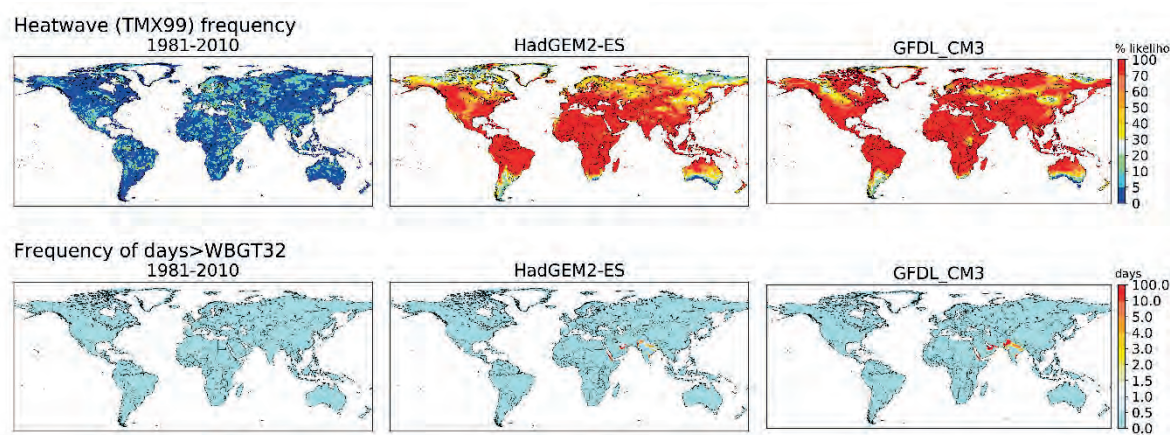 Heatwave (TMX99) frequency
1981-2010
HadGEM2-ES
GFDL_CM3
% likeliho
100
70
60
50
40
30
20
10
5
0
Frequency of days>WBGT32
1981-2010
HadGEM2-ES
GFDL_CM3
days
100.0
10.0
5.0
4.0
3.0
2.0
1.5
1.0
0.5
0.0